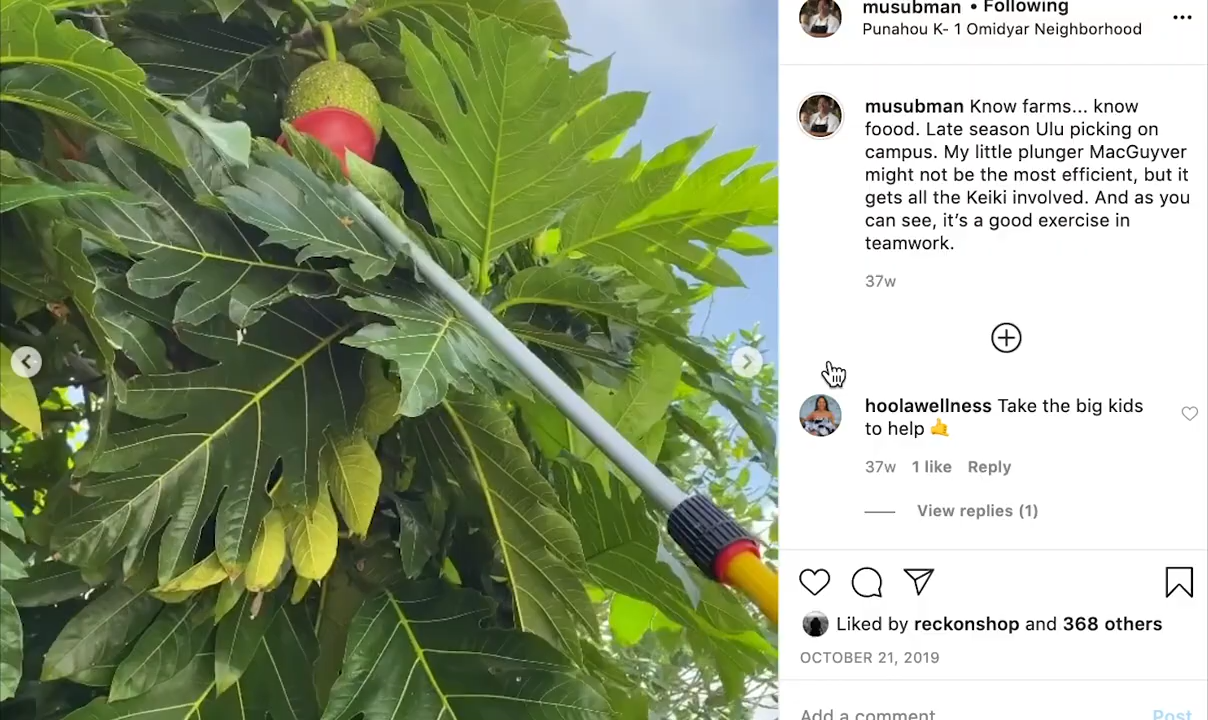 musubman • Following
Punahou K- 1 Omidyar Neighborhood
musubman Know farms... know
foood. Late season Ulu picking on
campus. My little plunger MacGuyver
might not be the most efficient, but it
gets all the Keiki involved. And as you
can see, it’s a good exercise in
teamwork.
37w
hoolawellness Take the big kids
to help 🤙
37w 1 like Reply
View replies (1)
Liked by reckonshop and 368 others
OCTOBER 21, 2019
Add a comment... Post